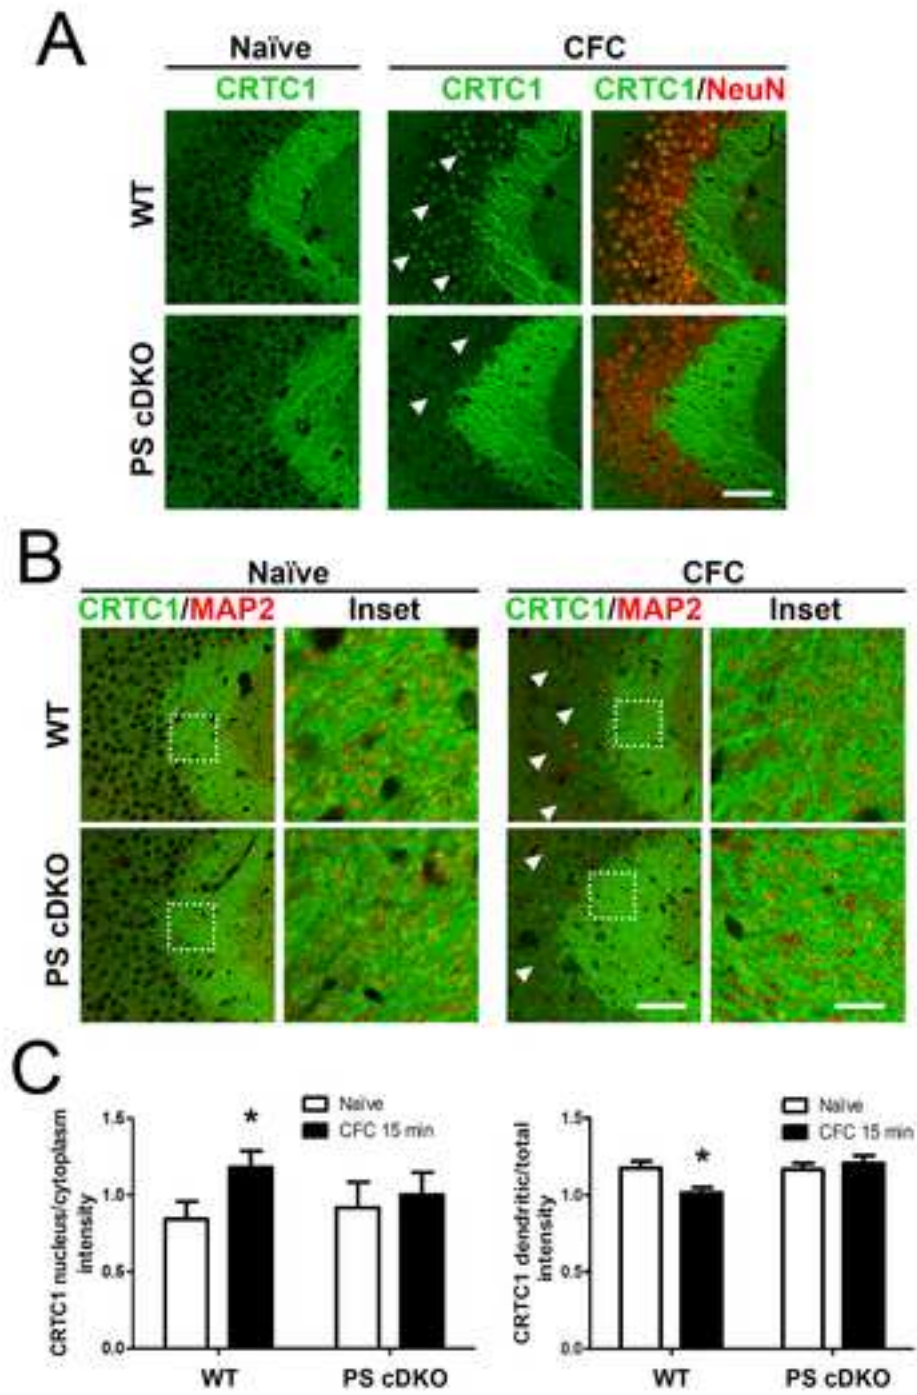 A
Naïve CFC
CRTC1 CRTC1 CRTC1/NeuN
WT
PS cDKO
B
Naïve CFC
CRTC1/MAP2 Inset CRTC1/MAP2 Inset
WT
PS cDKO
C
CRTC1 nucleus/cytoplasm
intensity
1.5
1.0
0.5
0.0
*
Naïve
CFC 15 min
WT PS cDKO
CRTC1 dendritic/total
intensity
1.5
1.0
0.5
0.0
*
Naïve
CFC 15 min
WT PS cDKO